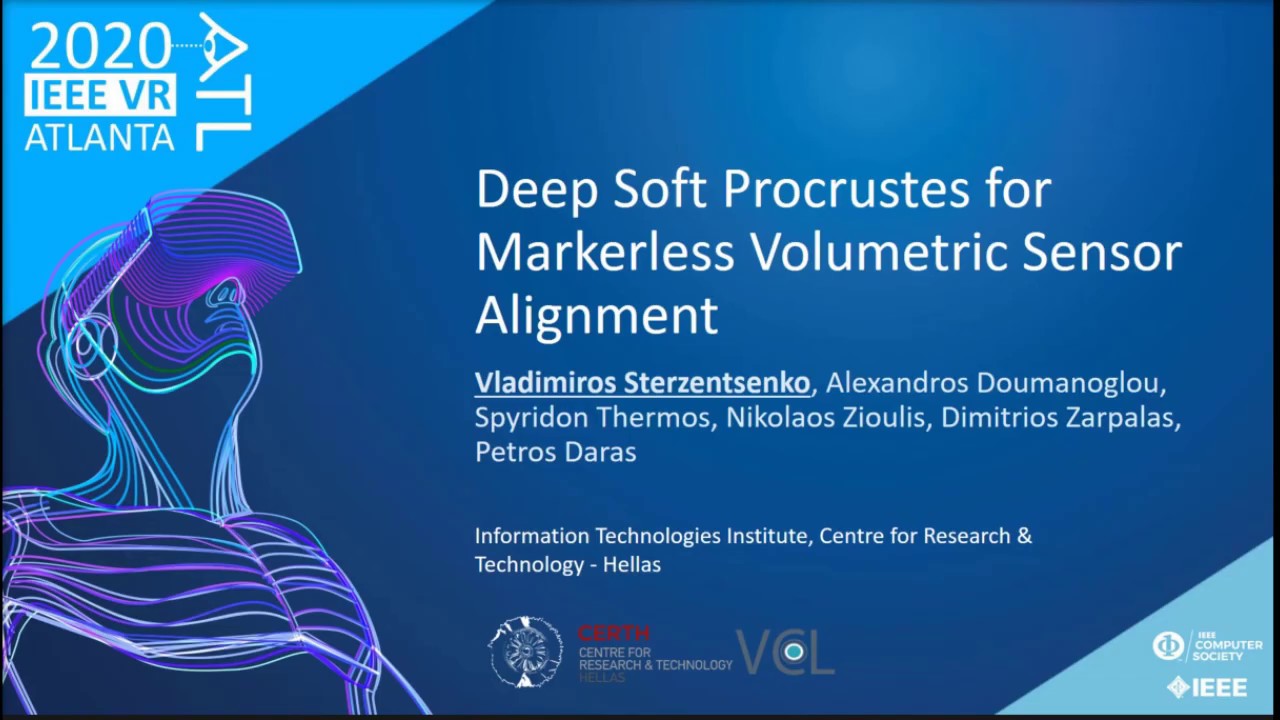 2020
ATL
IEEE VR
ATLANTA
Deep Soft Procrustes for
Markerless Volumetric Sensor
Alignment
Vladimiros Sterzentsenko, Alexandros Doumanoglou,
Spyridon Thermos, Nikolaos Zioulis, Dimitrios Zarpalas,
Petros Daras
Information Technologies Institute, Centre for Research &
Technology - Hellas
CERTH
CENTRE FOR
RESEARCH & TECHNOLOGY
HELLAS
VCL
IEEE
COMPUTER
SOCIETY
IEEE